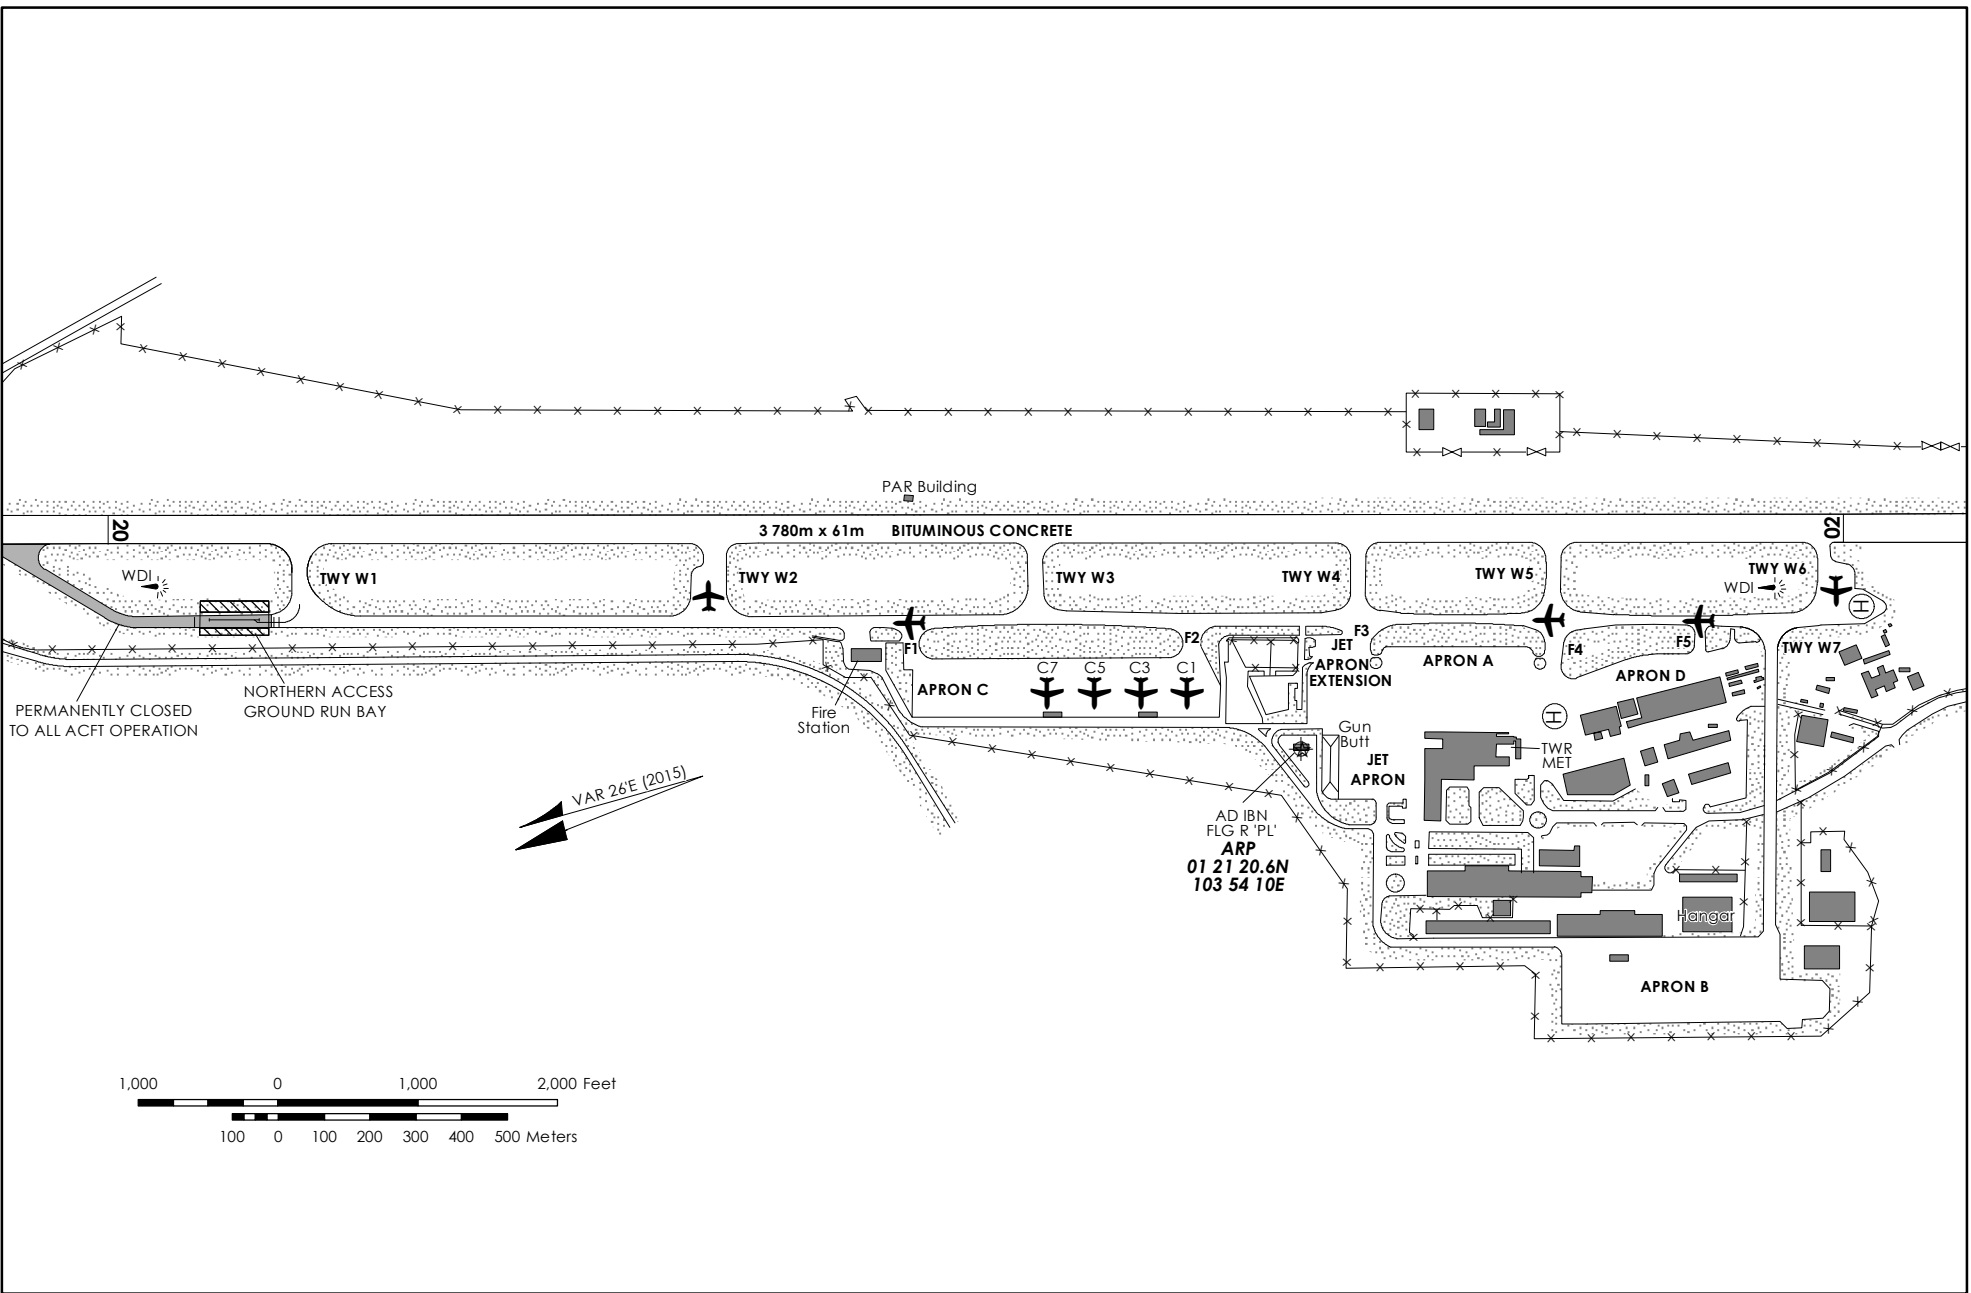 PAR Building
20
3 780m x 61m BITUMINOUS CONCRETE
02
WDI
TWY W1
TWY W2
TWY W3
TWY W4
TWY W5
TWY W6
WDI
H
F1
F2
F3
F4
F5
TWY W7
JET
APRON
EXTENSION
APRON A
APRON D
APRON C
C7
C5
C3
C1
NORTHERN ACCESS
GROUND RUN BAY
PERMANENTLY CLOSED
TO ALL ACFT OPERATION
Fire
Station
H
Gun
Butt
JET
APRON
TWR
MET
VAR 26'E (2015)
AD IBN
FLG R 'PL'
ARP
01 21 20.6N
103 54 10E
Hangar
APRON B
1,000 0 1,000 2,000 Feet
100 0 100 200 300 400 500 Meters